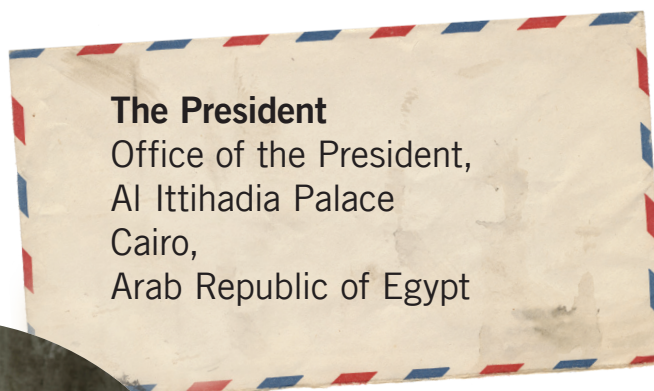 The President
Office of the President,
Al Ittihadia Palace
Cairo,
Arab Republic of Egypt